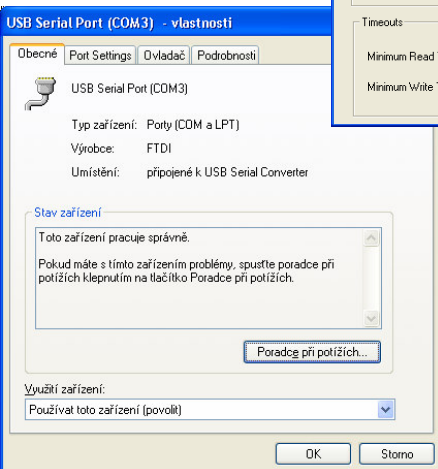 USB Serial Port (COM3) - vlastnosti
Obecné Port Settings Ovladač Podrobnosti
USB Serial Port (COM3)
Typ zařízení: Porty (COM a LPT)
Výrobce: FTDI
Umístění: připojené k USB Serial Converter
Stav zařízení
Toto zařízení pracuje správně.
Pokud máte s tímto zařízením problémy, spusťte poradce při
potížích klepnutím na tlačítko Poradce při potížích.
Poradce při potížích...
Využití zařízení:
Používat toto zařízení (povolit)
OK Storno
Timeouts
Minimum Read
Minimum Write